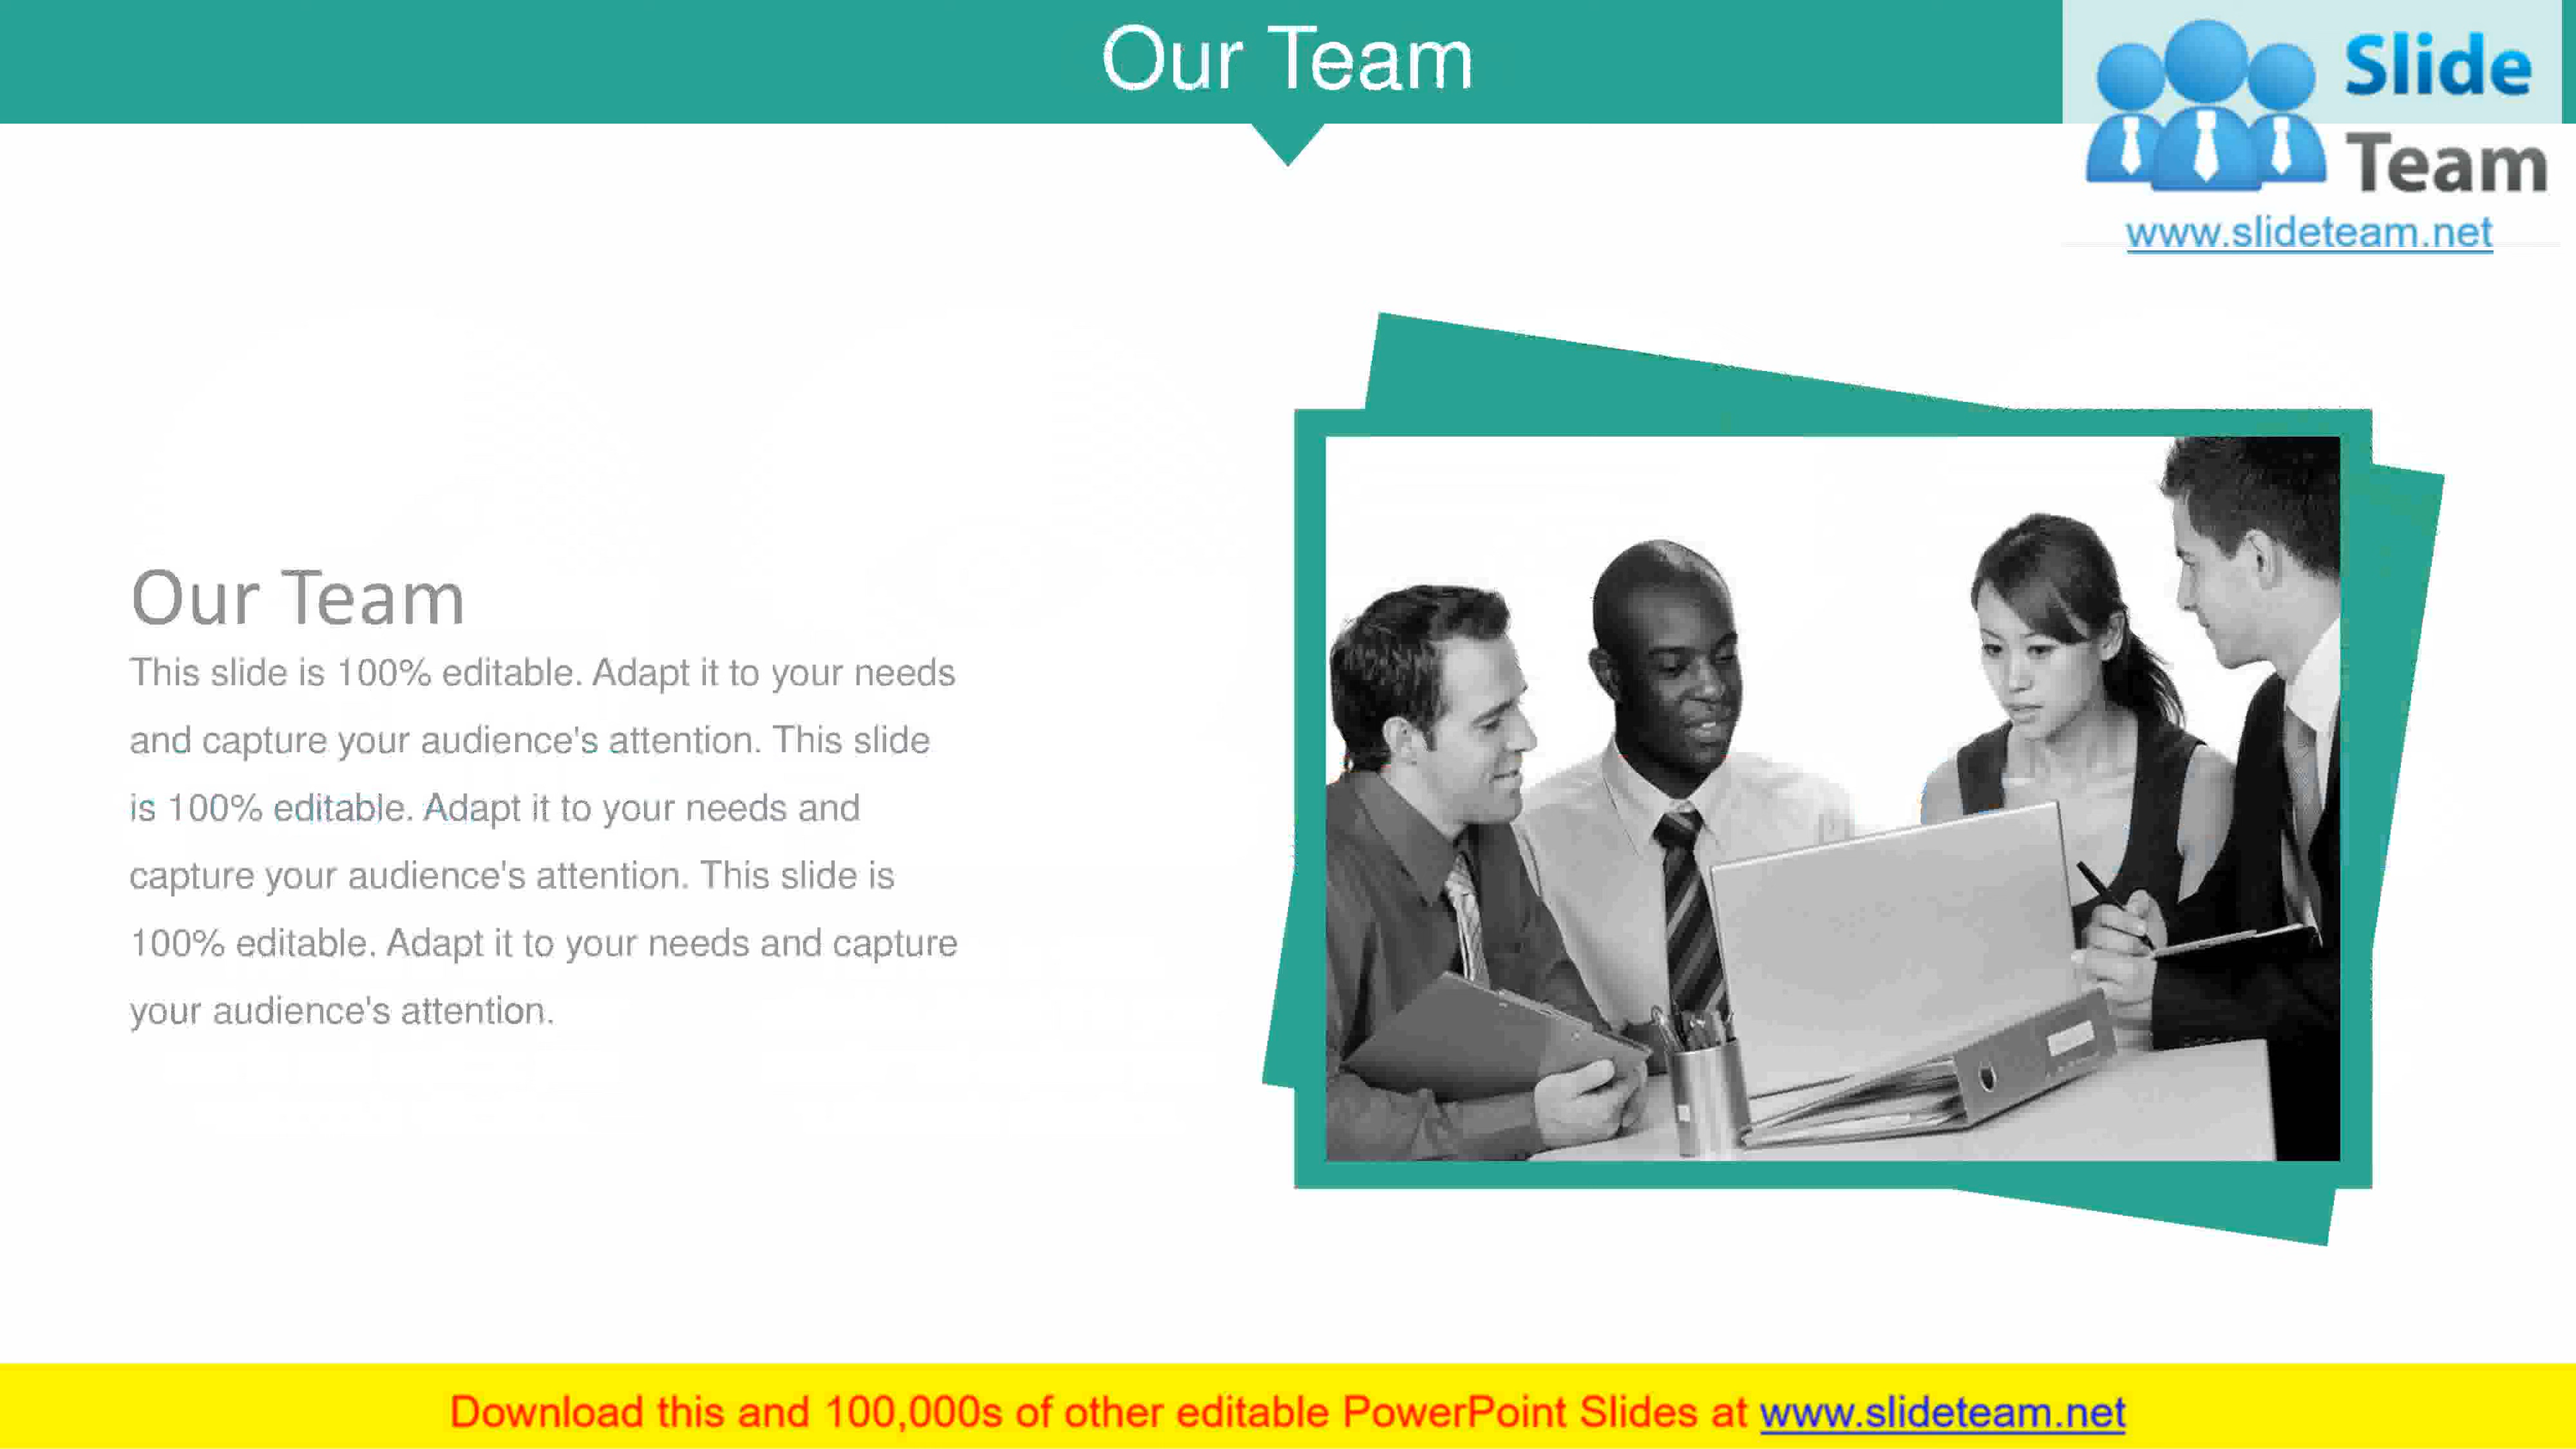 Our Team
Slide
Team
www.slideteam.net
Our Team
This slide is 100% editable. Adapt it to your needs
and capture your audience's attention. This slide
is 100% editable. Adapt it to your needs and
capture your audience's attention. This slide is
100% editable. Adapt it to your needs and capture
your audience's attention.
Download this and 100,000s of other editable PowerPoint Slides at www.slideteam.net